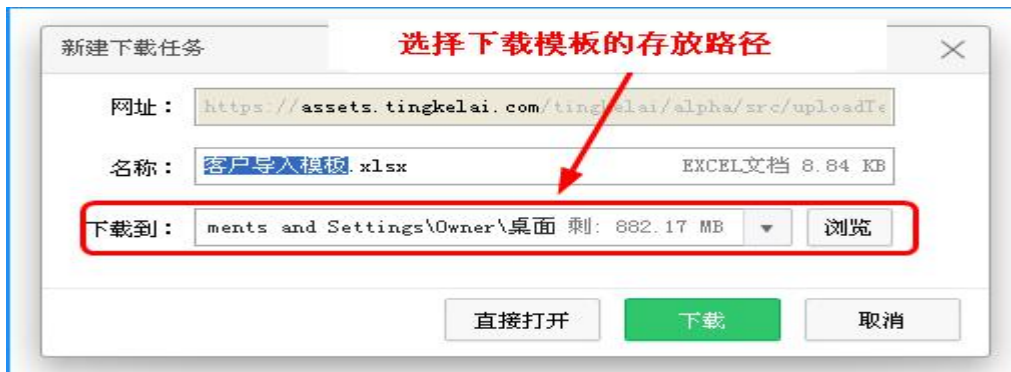 新建下载任务
选择下载模板的存放路径
网址： https://assets.tingkelai.com/tingkelai/alpha/src/uploadTe
名称： 客户导入模板.xlsx EXCEL文档 8.84 KB
下载到： ments and Settings\Owner\桌面 剩: 882.17 MB 浏览
直接打开 下载 取消